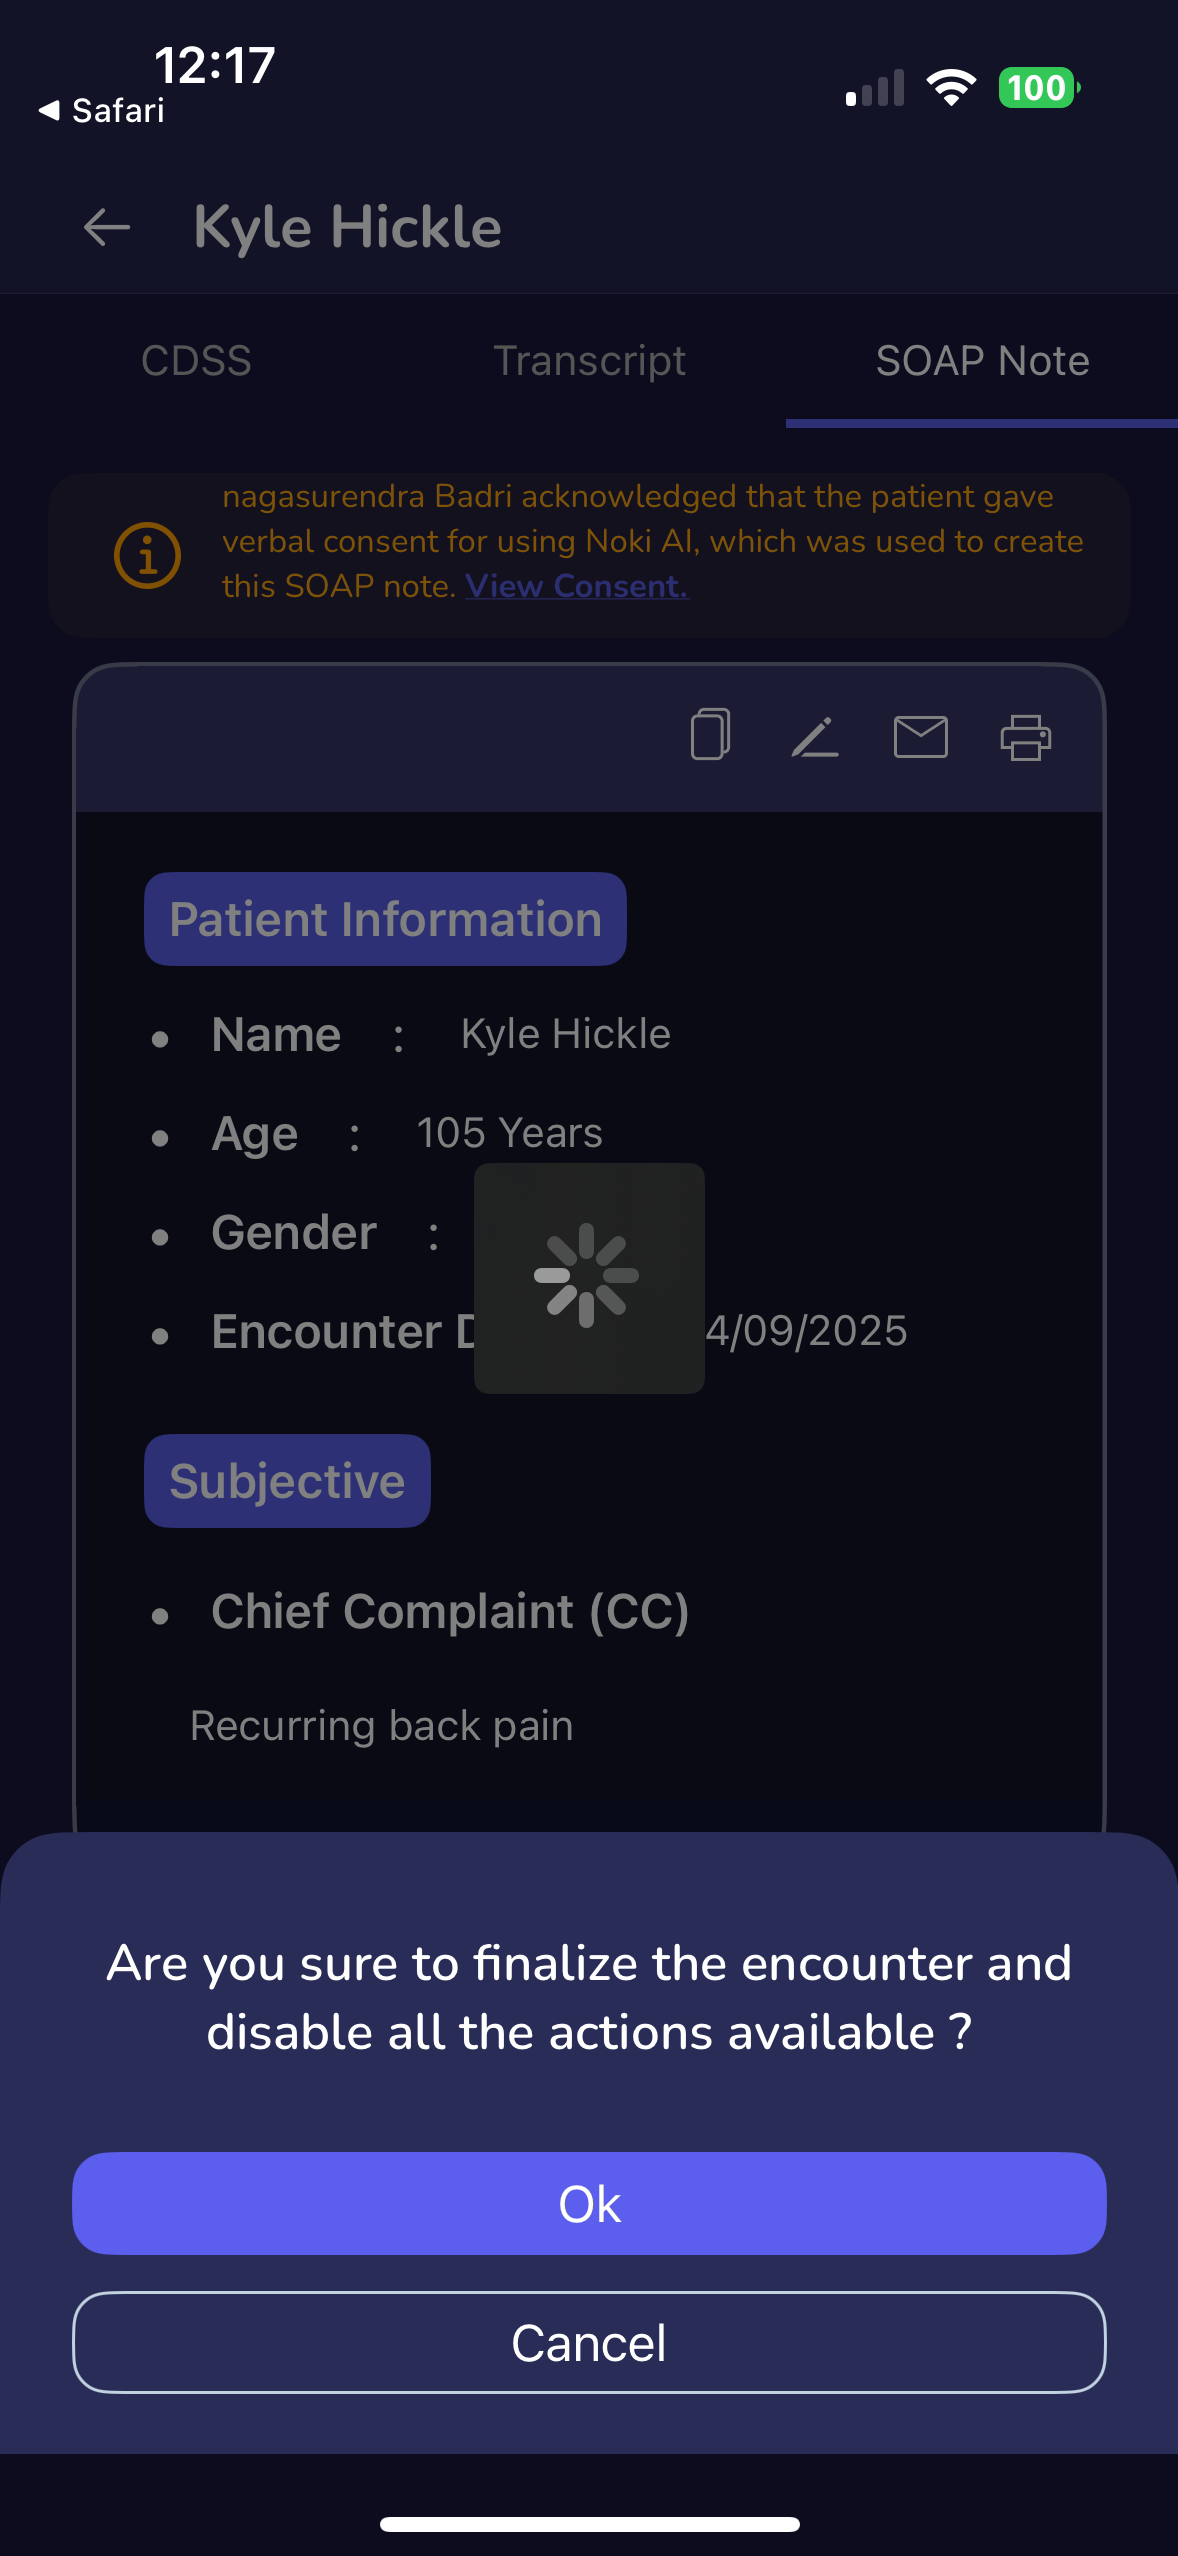 12:17
Safari
100
Kyle Hickle
CDSS Transcript SOAP Note
nagasurendra Badri acknowledged that the patient gave
verbal consent for using Noki AI, which was used to create
this SOAP note. View Consent.
Patient Information
Name : Kyle Hickle
Age : 105 Years
Gender :
Encounter 4/09/2025
Subjective
Chief Complaint (CC)
Recurring back pain
Are you sure to finalize the encounter and
disable all the actions available ?
Ok
Cancel